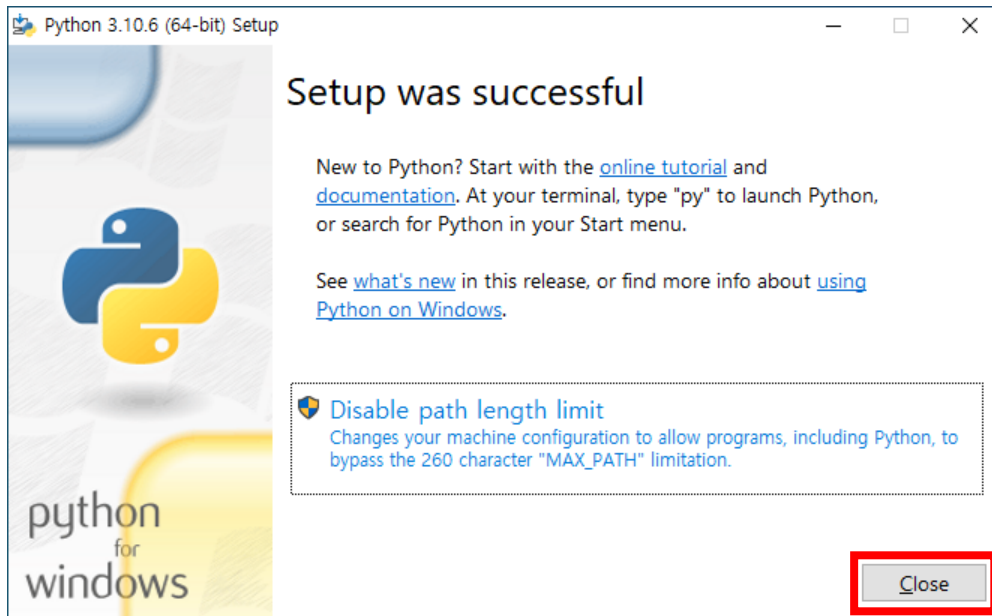 Python 3.10.6 (64-bit) Setup
Setup was successful
New to Python? Start with the online tutorial and
documentation. At your terminal, type "py" to launch Python,
or search for Python in your Start menu.
See what's new in this release, or find more info about using
Python on Windows.
Disable path length limit
Changes your machine configuration to allow programs, including Python, to
bypass the 260 character "MAX_PATH" limitation.
python
for
windows
Close